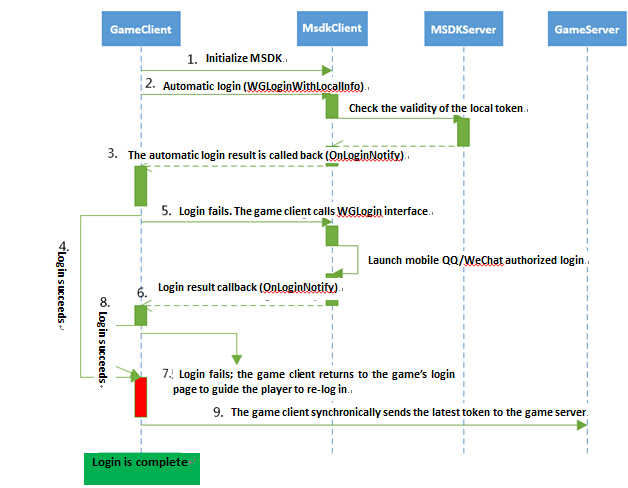 GameClient
MsdkClient
MSDKServer
GameServer
1. Initialize MSDK.
2. Automatic login (WGLoginWithLocalInfo).
Check the validity of the local token.
3. The automatic login result is called back (OnLoginNotify).
5. Login fails. The game client calls WGLogin interface.
4. Login succeeds
Launch mobile QQ/WeChat authorized login.
6. Login result callback (OnLoginNotify).
8. Login succeeds
7. Login fails; the game client returns to the game's login
page to guide the player to re-log in.
9. The game client synchronically sends the latest token to the game server.
Login is complete